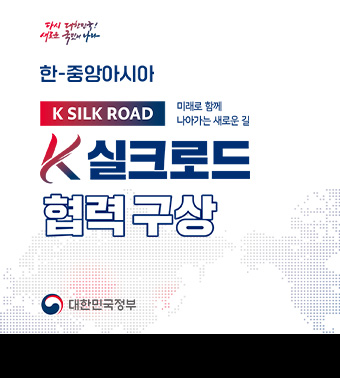 다시 대한민국!
새로운 국민의 나라
한-중앙아시아
K SILK ROAD
미래로 함께
나아가는 새로운 길
K실크로드
협력 구상
대한민국정부